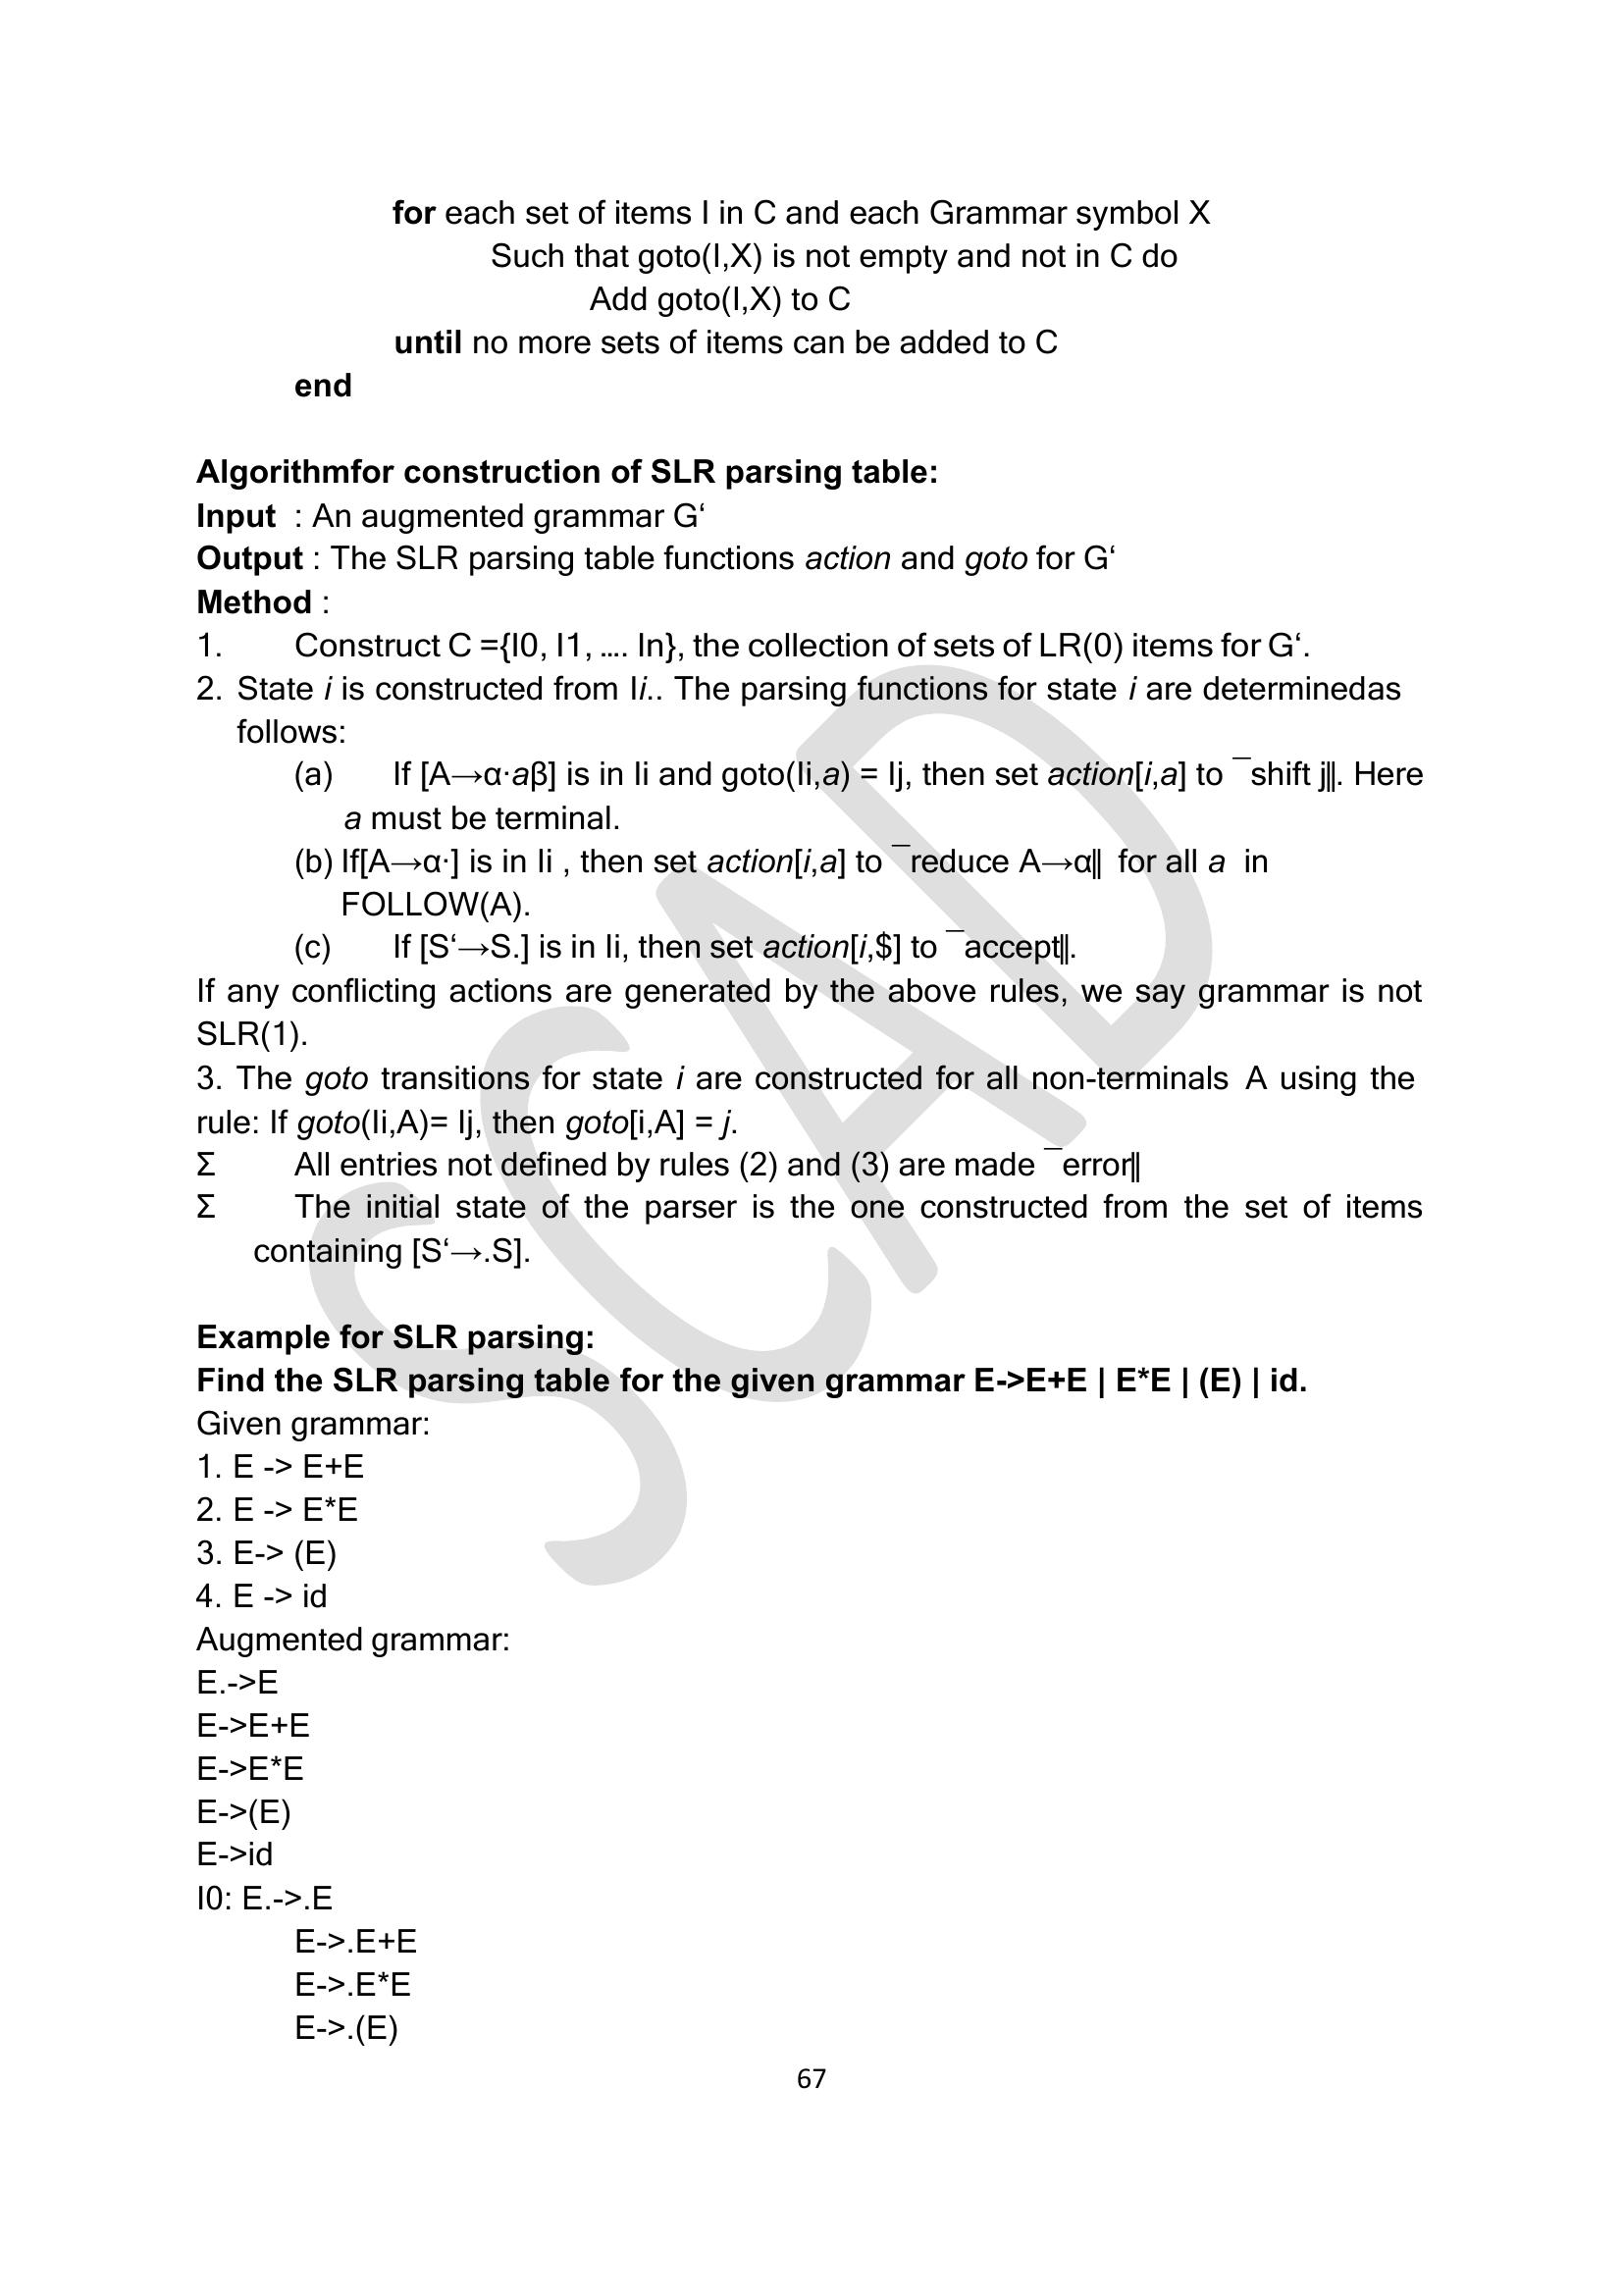 for each set of items I in C and each Grammar symbol X
Such that goto(I,X) is not empty and not in C do
Add goto(I,X) to C
until no more sets of items can be added to C
end
Algorithmfor construction of SLR parsing table:
Input : An augmented grammar G‘
Output : The SLR parsing table functions action and goto for G‘
Method :
1. Construct C ={I0, I1, …. In}, the collection of sets of LR(0) items for G‘.
2. State i is constructed from Ii.. The parsing functions for state i are determinedas
follows:
(a) If [A→α·aβ] is in Ii and goto(Ii,a) = Ij, then set action[i,a] to ―shift j‖. Here
a must be terminal.
(b) If[A→α·] is in Ii , then set action[i,a] to ―reduce A→α‖ for all a in
FOLLOW(A).
(c) If [S‘→S.] is in Ii, then set action[i,$] to ―accept‖.
If any conflicting actions are generated by the above rules, we say grammar is not
SLR(1).
3. The goto transitions for state i are constructed for all non-terminals A using the
rule: If goto(Ii,A)= Ij, then goto[i,A] = j.
Σ All entries not defined by rules (2) and (3) are made ―error‖
Σ The initial state of the parser is the one constructed from the set of items
containing [S‘→.S].
Example for SLR parsing:
Find the SLR parsing table for the given grammar E->E+E | E*E | (E) | id.
Given grammar:
1. E -> E+E
2. E -> E*E
3. E-> (E)
4. E -> id
Augmented grammar:
E.->E
E->E+E
E->E*E
E->(E)
E->id
I0: E.->.E
E->.E+E
E->.E*E
E->.(E)
67
SCAD